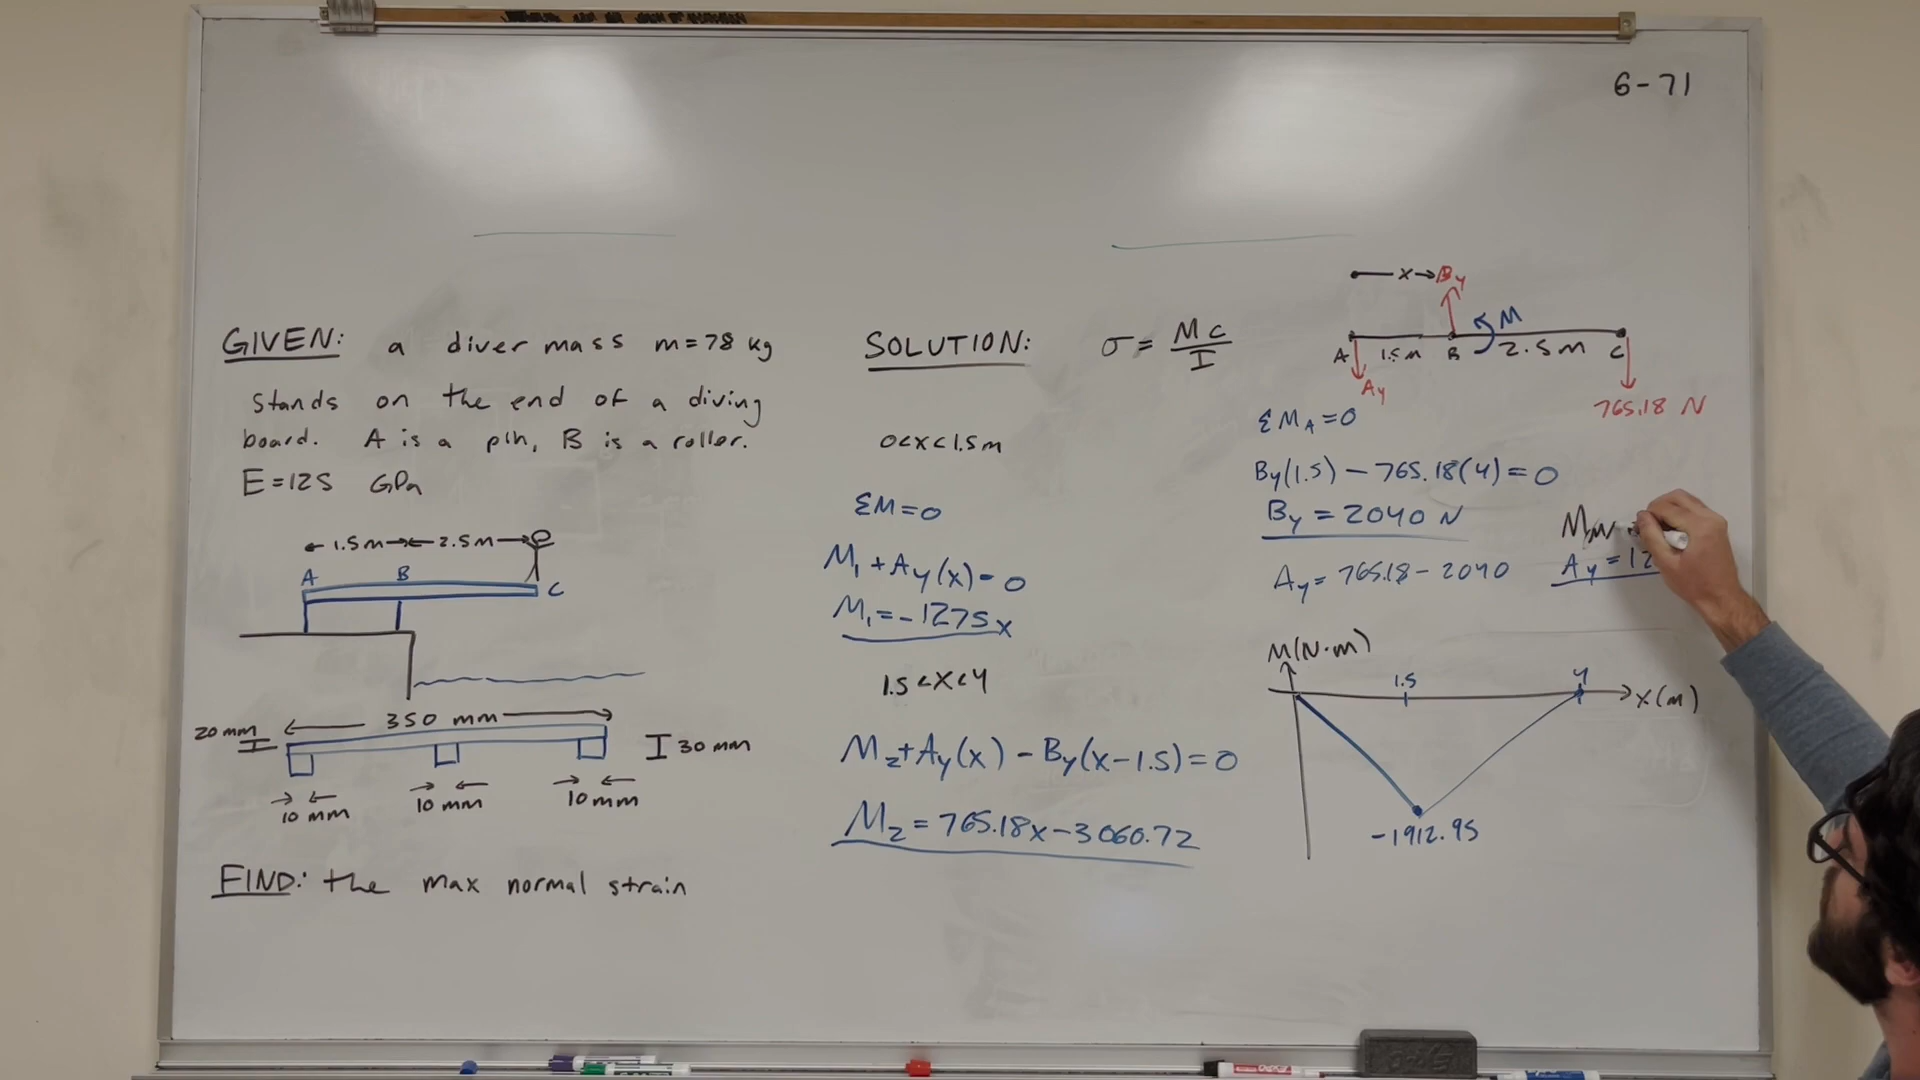 6-71
GIVEN: a diver mass m=78 kg
stands on the end of a diving
board. A is a pin, B is a roller.
E=125 GPa
1.5m 2.5m
A B C
20mm 350 mm 30 mm
10 mm 10 mm 10 mm
FIND: the max normal strain
SOLUTION: σ = Mc/I
0<x<1.5m
ΣM=0
M₁+Ay(x)=0
M₁=-1275x
1.5<x<4
M₂+Ay(x)-By(x-1.5)=0
M₂=765.18x-3060.72
x By
M
A 1.5m B 2.5m C
Ay
765.18 N
ΣM_A=0
By(1.5)-765.18(4)=0
By=2040 N
Ay=765.18-2040
Ay=12
M(N·m)
1.5 4
x(m)
-1912.95